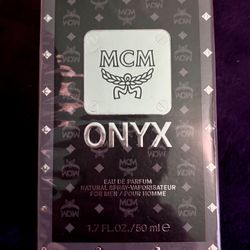 MCM
ONYX
EAU DE PARFUM
NATURAL SPRAY-VAPORISATEUR
FOR MEN / POUR HOMME
1.7 FL.OZ./50 ml ℮